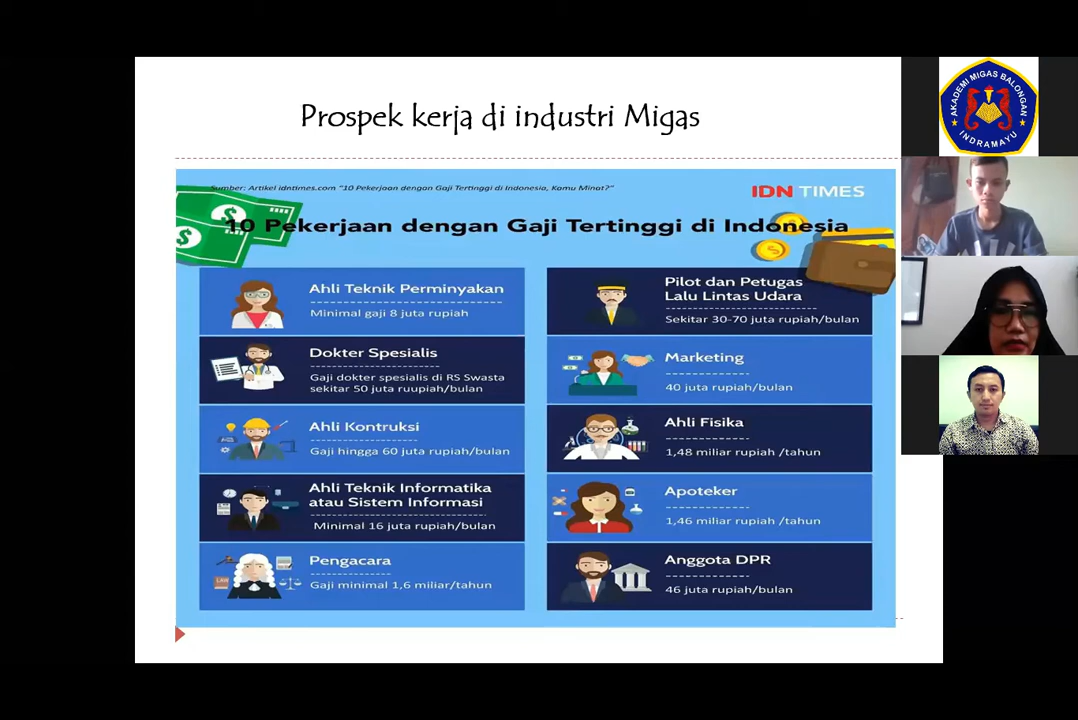 Prospek kerja di industri Migas
Sumber: Artikel idntimes.com "10 Pekerjaan dengan Gaji Tertinggi di Indonesia, Kamu Minat?"
IDN TIMES
10 Pekerjaan dengan Gaji Tertinggi di Indonesia
Ahli Teknik Perminyakan
Minimal gaji 8 juta rupiah
Dokter Spesialis
Gaji dokter spesialis di RS Swasta
sekitar 50 juta ruupiah/bulan
Ahli Kontruksi
Gaji hingga 60 juta rupiah/bulan
Ahli Teknik Informatika
atau Sistem Informasi
Minimal 16 juta rupiah/bulan
LAW
Pengacara
Gaji minimal 1,6 miliar/tahun
Pilot dan Petugas
Lalu Lintas Udara
Sekitar 30-70 juta rupiah/bulan
Marketing
40 juta rupiah/bulan
Ahli Fisika
1,48 miliar rupiah /tahun
Apoteker
1,46 miliar rupiah /tahun
Anggota DPR
46 juta rupiah/bulan
AKADEMI MIGAS BALONGAN
INDRAMAYU